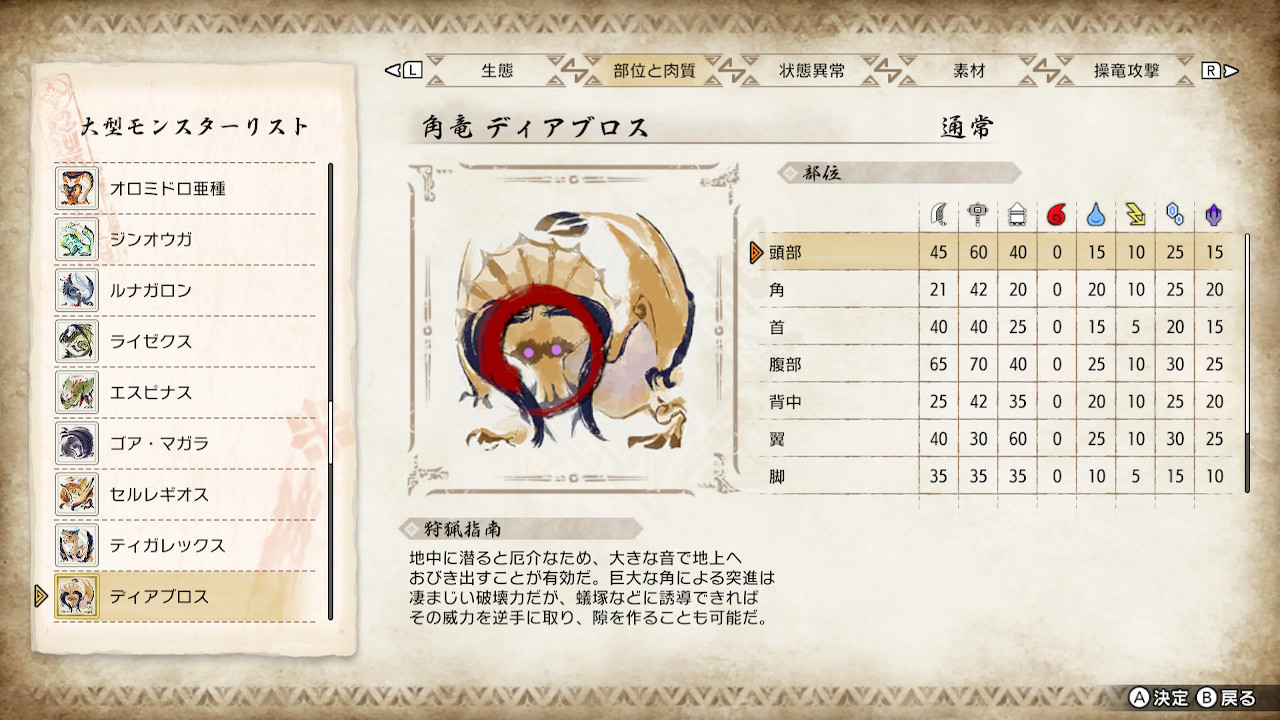 L 生態 部位と肉質 状態異常 素材 操竜攻撃 R
大型モンスターリスト
オロミドロ亜種
ジンオウガ
ルナガロン
ライゼクス
エスピナス
ゴア・マガラ
セルレギオス
ティガレックス
ディアブロス
角竜 ディアブロス 通常
部位
頭部 45 60 40 0 15 10 25 15
角 21 42 20 0 20 10 25 20
首 40 40 25 0 15 5 20 15
腹部 65 70 40 0 25 10 30 25
背中 25 42 35 0 20 10 25 20
翼 40 30 60 0 25 10 30 25
脚 35 35 35 0 10 5 15 10
狩猟指南
地中に潜ると厄介なため、大きな音で地上へ
おびき出すことが有効だ。巨大な角による突進は
凄まじい破壊力だが、蟻塚などに誘導できれば
その威力を逆手に取り、隙を作ることも可能だ。
A 決定 B 戻る